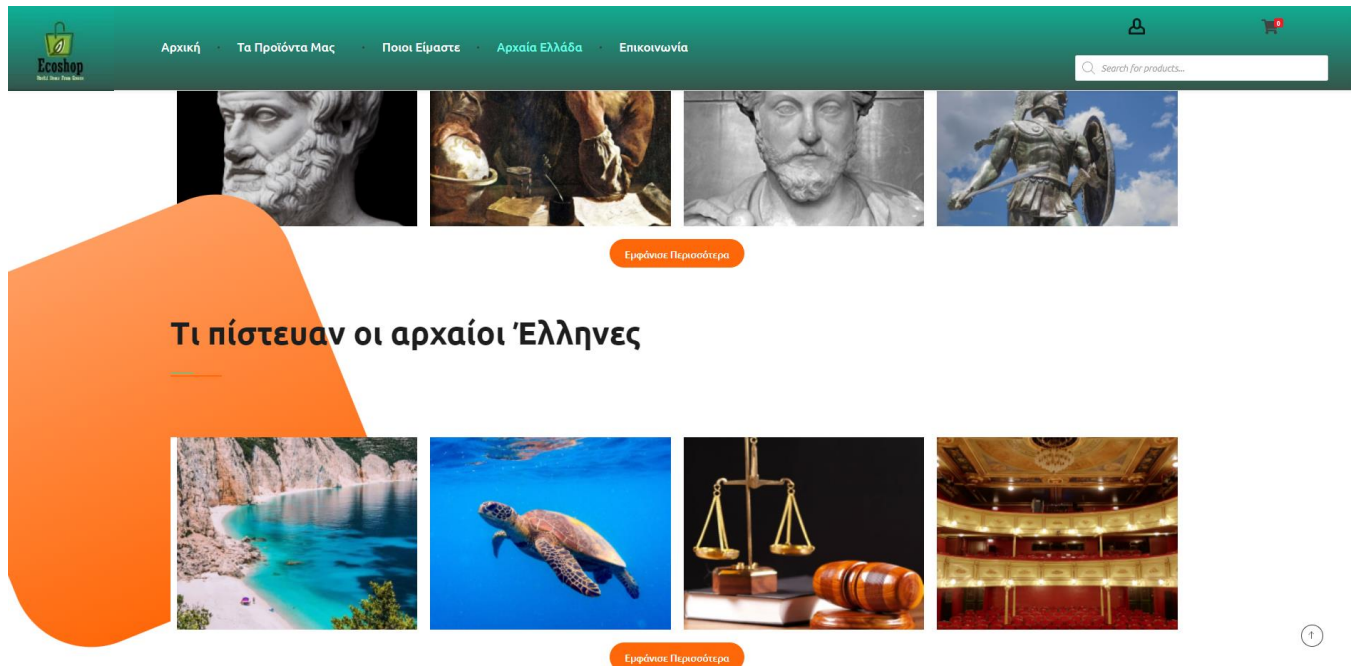 Ecoshop
Αρχική
Τα Προϊόντα Μας
Ποιοι Είμαστε
Αρχαία Ελλάδα
Επικοινωνία
0
Search for products...
Εμφάνισε Περισσότερα
Τι πίστευαν οι αρχαίοι Έλληνες
Εμφάνισε Περισσότερα